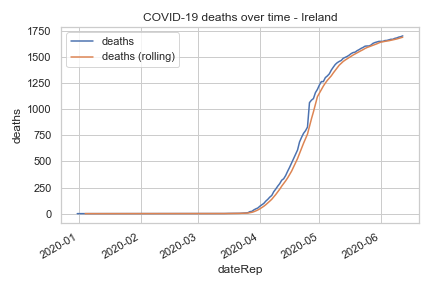 COVID-19 deaths over time - Ireland
deaths
deaths (rolling)
1750
1500
1250
1000
750
500
250
0
deaths
2020-01
2020-02
2020-03
2020-04
2020-05
2020-06
dateRep